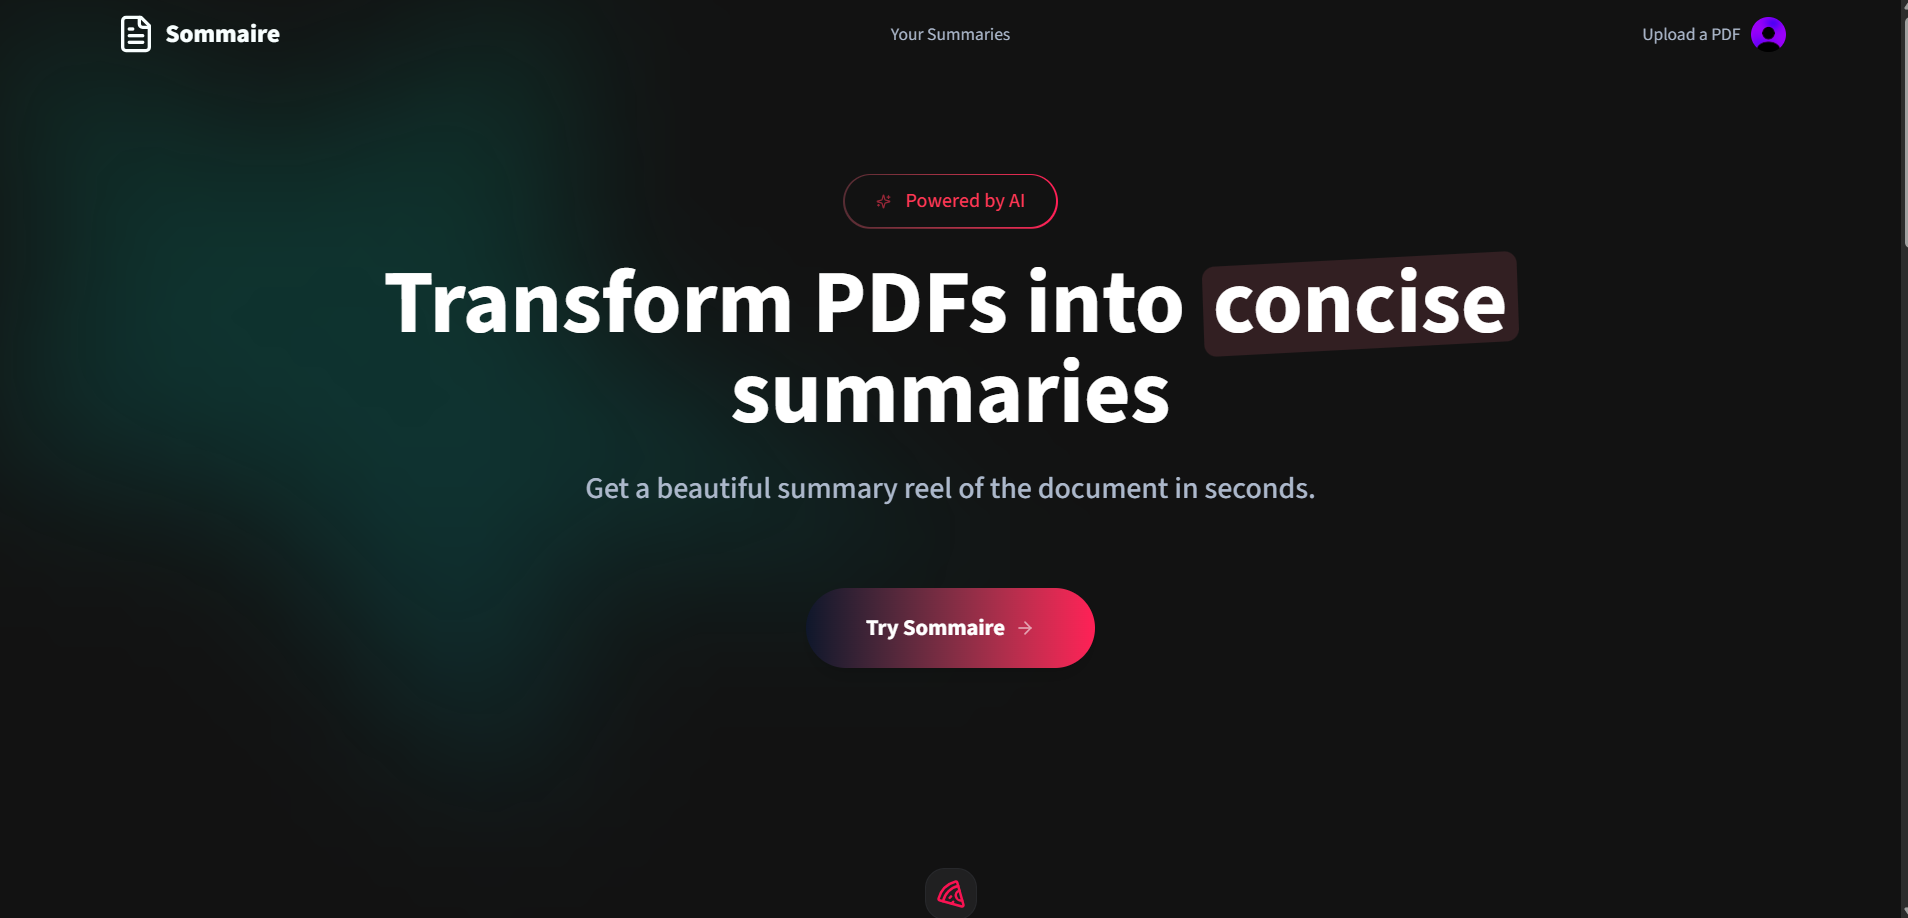 Sommaire
Your Summaries
Upload a PDF
Powered by AI
Transform PDFs into concise
summaries
Get a beautiful summary reel of the document in seconds.
Try Sommaire